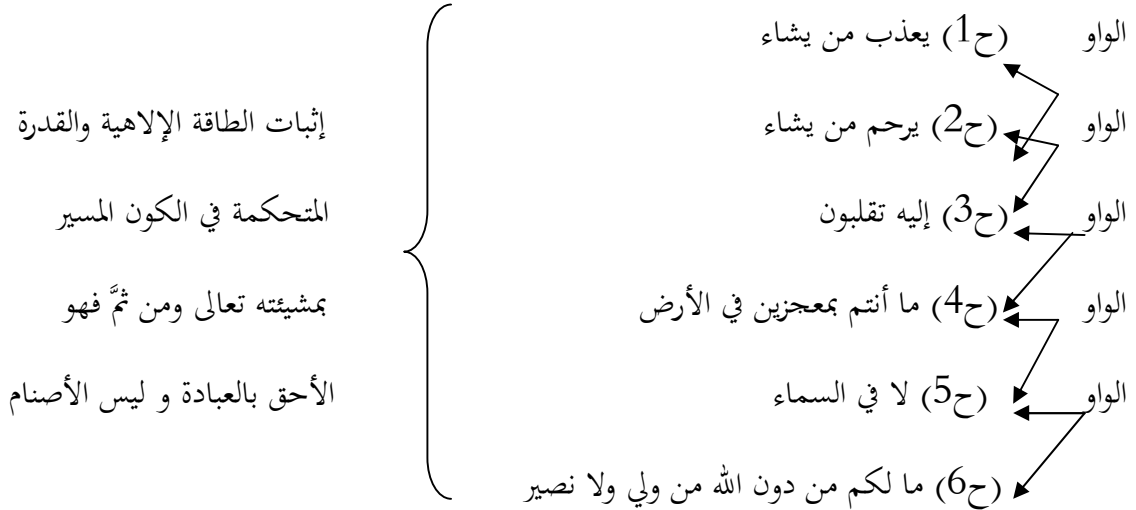 الواو (ح1) يعذب من يشاء
الواو (ح2) يرحم من يشاء
الواو (ح3) إليه تقلبون
الواو (ح4) ما أنتم بمعجزين في الأرض
الواو (ح5) لا في السماء
(ح6) ما لكم من دون الله من ولي ولا نصير
إثبات الطاقة الإلاهية والقدرة
المتحكمة في الكون المسير
بمشيئته تعالى ومن ثمَّ فهو
الأحق بالعبادة و ليس الأصنام